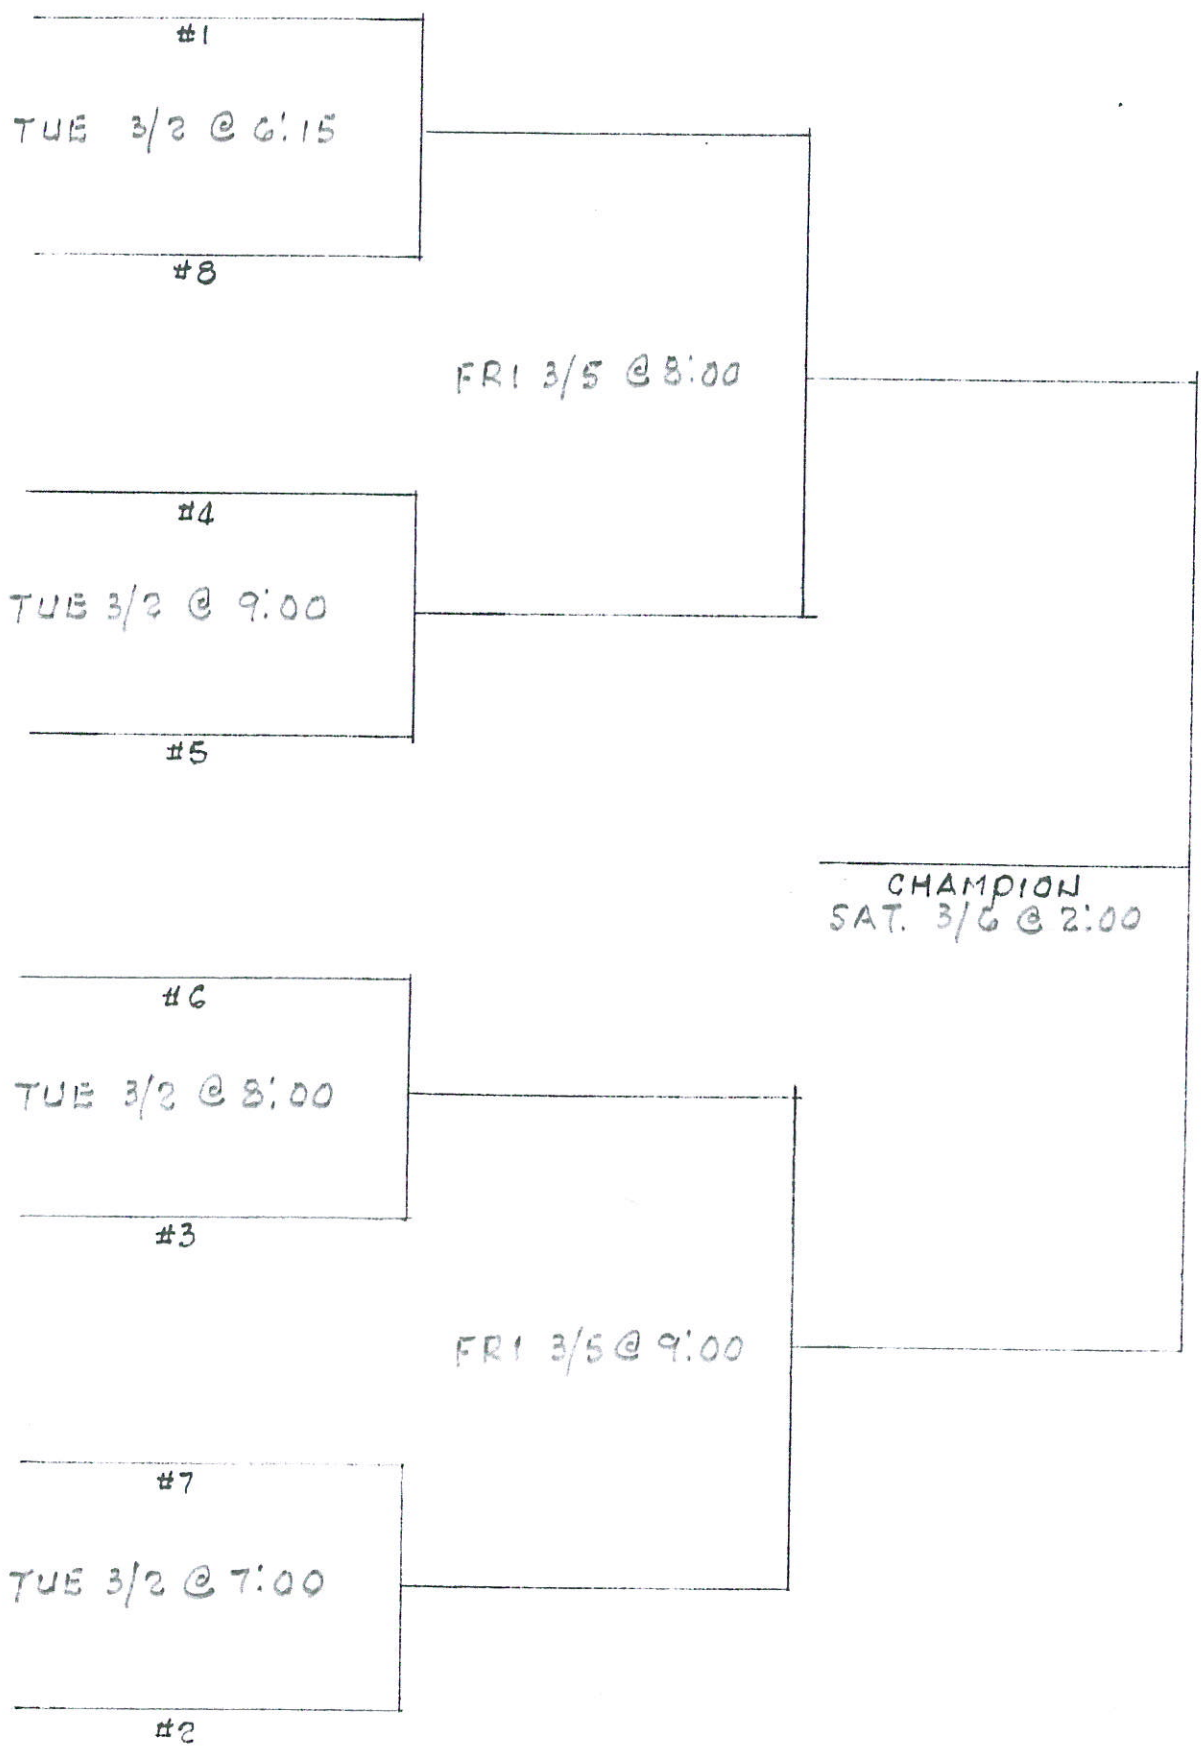 #1
TUE 3/2 @ 6:15
#8
FRI 3/5 @ 8:00
#4
TUE 3/2 @ 9:00
#5
CHAMPION
SAT. 3/6 @ 2:00
#6
TUE 3/2 @ 8:00
#3
FRI 3/5 @ 9:00
#7
TUE 3/2 @ 7:00
#2